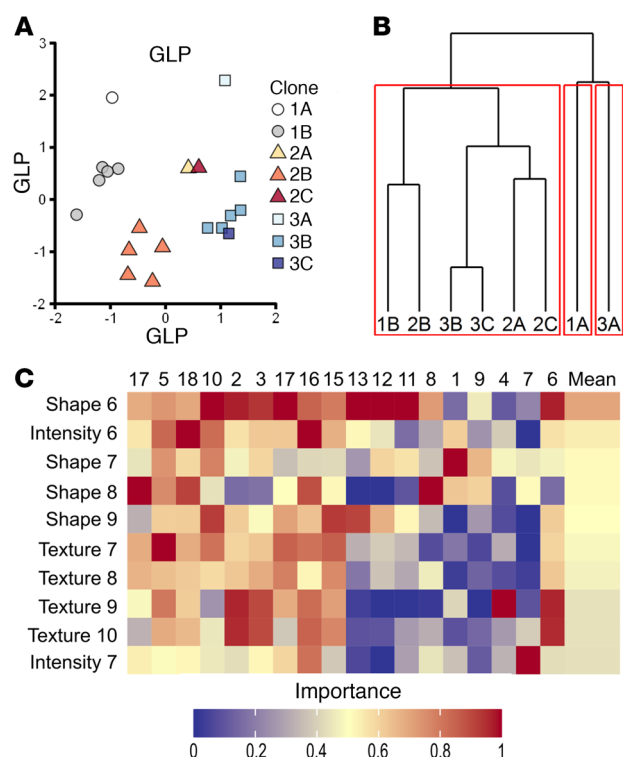 A
GLP
3
2
1
0
-1
-2
GLP
-2 -1 0 1 2
GLP
Clone
1A
1B
2A
2B
2C
3A
3B
3C
B
1B 2B 3B 3C 2A 2C 1A 3A
C
17 5 18 10 2 3 17 16 15 13 12 11 8 1 9 4 7 6 Mean
Shape 6
Intensity 6
Shape 7
Shape 8
Shape 9
Texture 7
Texture 8
Texture 9
Texture 10
Intensity 7
Importance
0 0.2 0.4 0.6 0.8 1